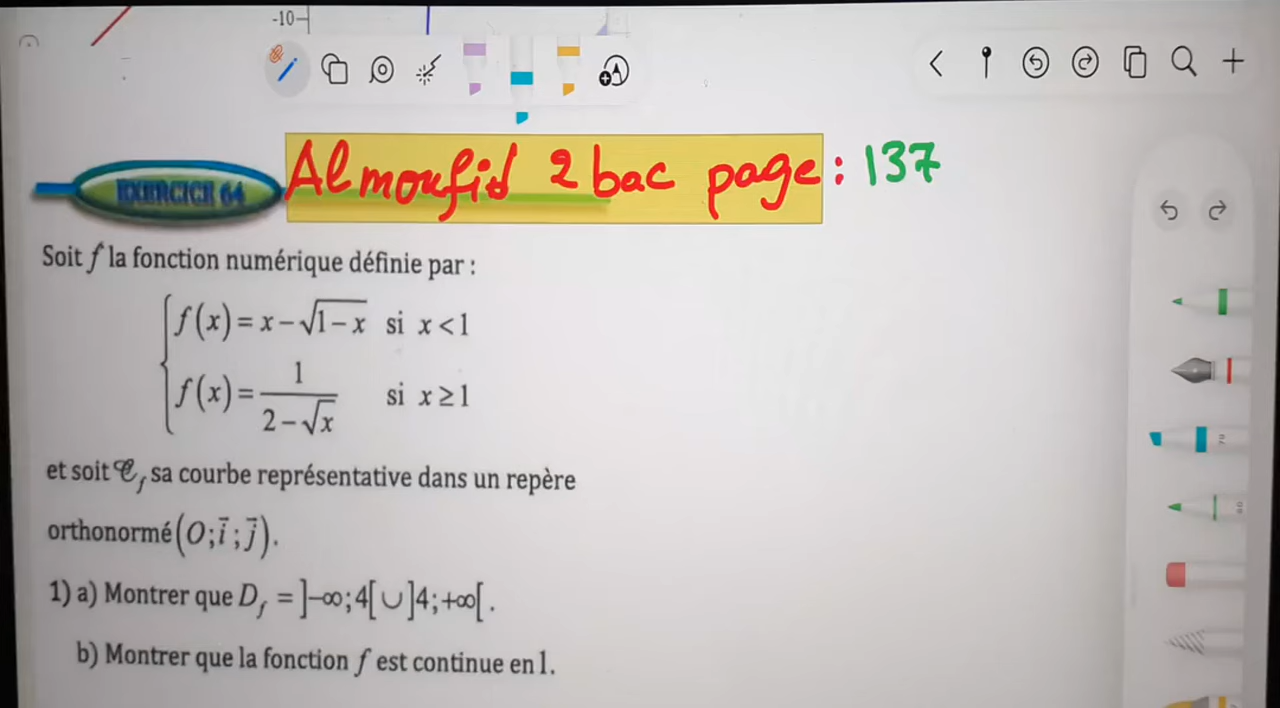 -10
EXERCICE 64 Almoufid 2 bac page : 137
Soit f la fonction numérique définie par :
f(x) = x − √(1−x) si x < 1
f(x) = 1/(2−√x) si x ≥ 1
et soit 𝒞f sa courbe représentative dans un repère
orthonormé (O; i⃗ ; j⃗).
1) a) Montrer que Df = ]−∞; 4[ ∪ ]4; +∞[.
b) Montrer que la fonction f est continue en 1.